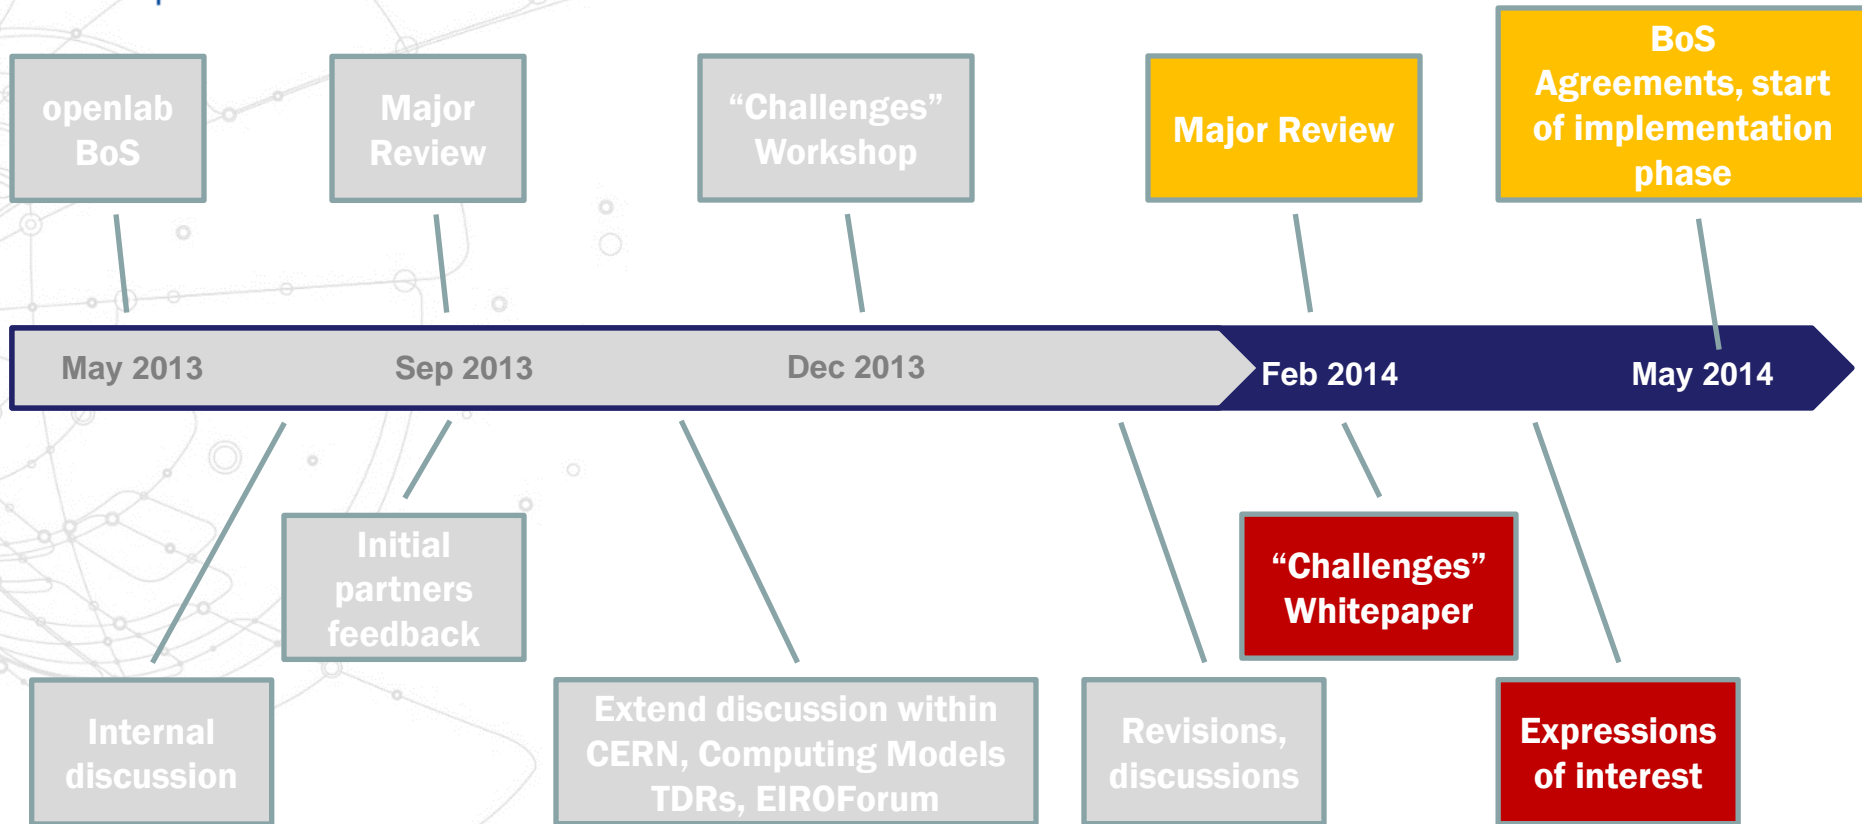 openlab
BoS
Major
Review
“Challenges”
Workshop
Major Review
BoS
Agreements, start
of implementation
phase
May 2013
Sep 2013
Dec 2013
Feb 2014
May 2014
Initial
partners
feedback
“Challenges”
Whitepaper
Internal
discussion
Extend discussion within
CERN, Computing Models
TDRs, EIROForum
Revisions,
discussions
Expressions
of interest